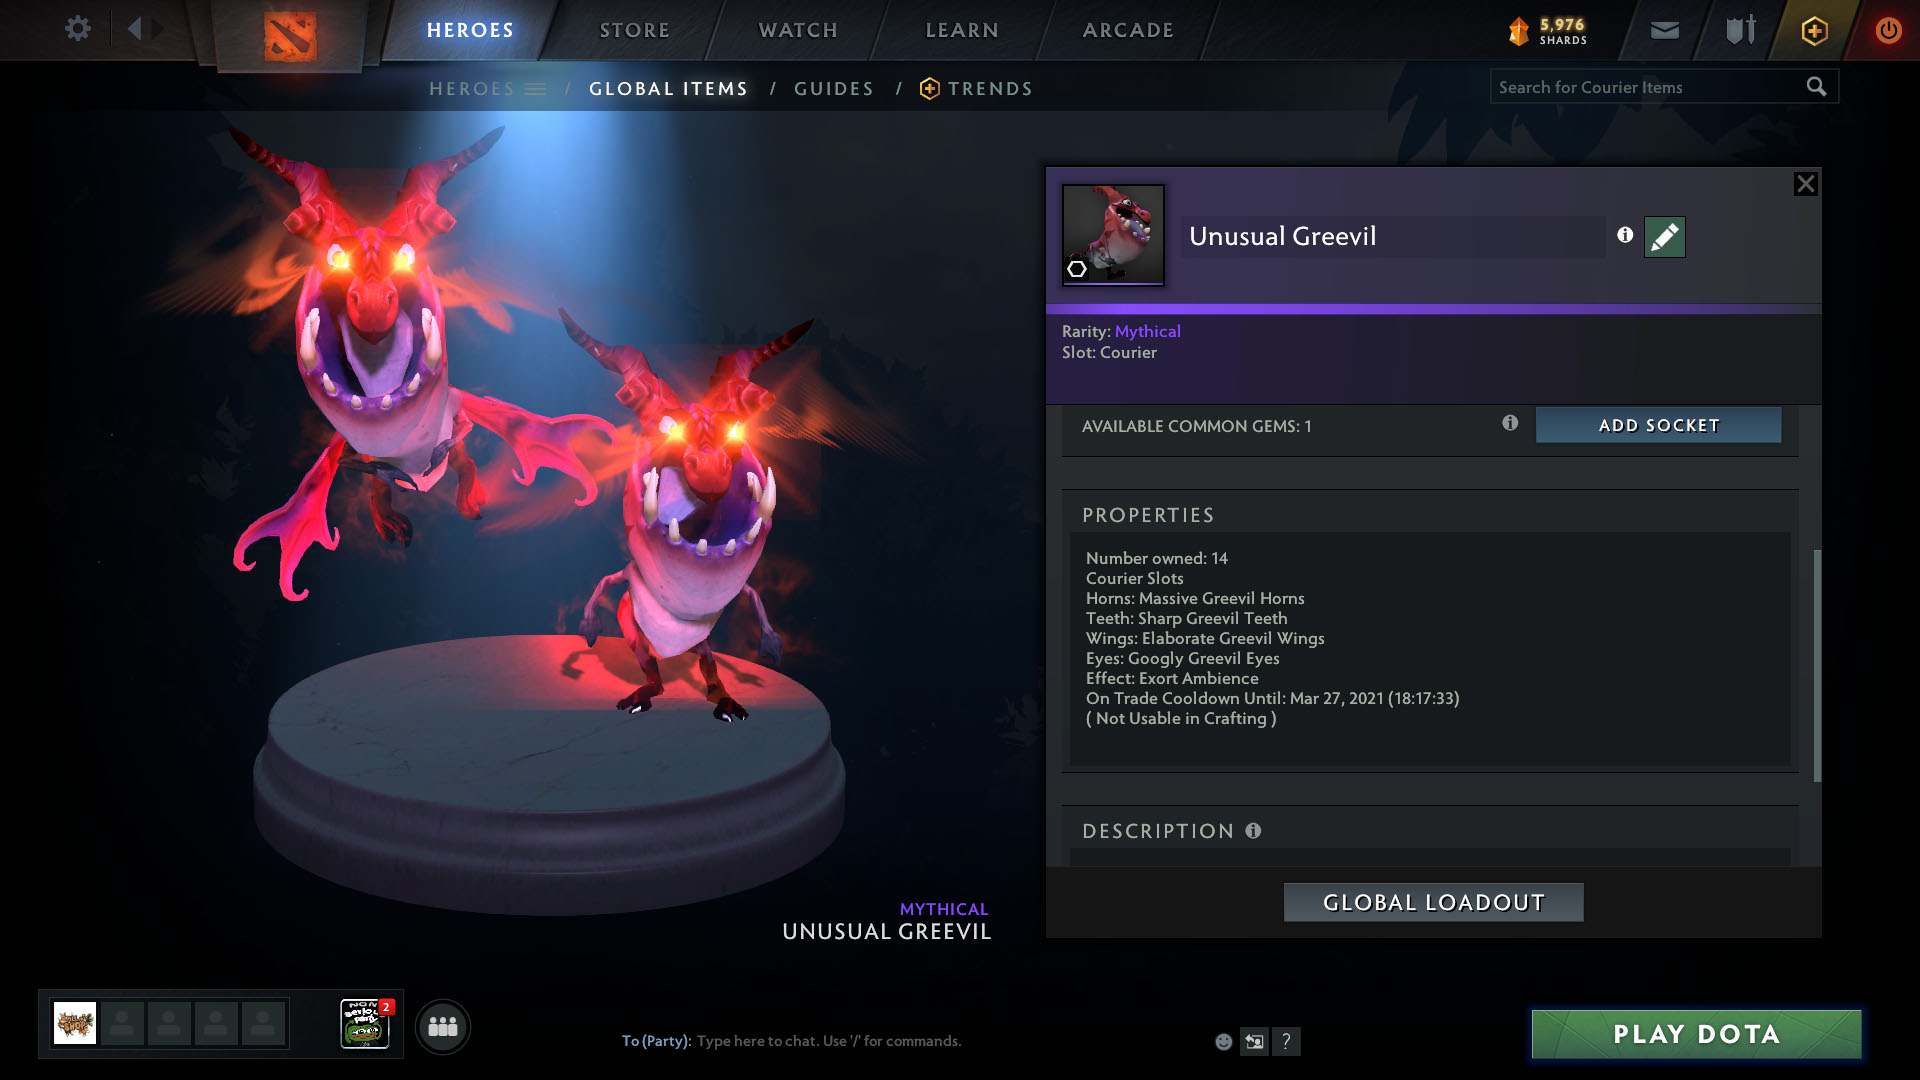 HEROES
STORE
WATCH
LEARN
ARCADE
5,976
SHARDS
HEROES / GLOBAL ITEMS / GUIDES / TRENDS
Search for Courier Items
Unusual Greevil
Rarity: Mythical
Slot: Courier
AVAILABLE COMMON GEMS: 1
ADD SOCKET
PROPERTIES
Number owned: 14
Courier Slots
Horns: Massive Greevil Horns
Teeth: Sharp Greevil Teeth
Wings: Elaborate Greevil Wings
Eyes: Googly Greevil Eyes
Effect: Exort Ambience
On Trade Cooldown Until: Mar 27, 2021 (18:17:33)
( Not Usable in Crafting )
DESCRIPTION
GLOBAL LOADOUT
MYTHICAL
UNUSUAL GREEVIL
2
To (Party): Type here to chat. Use '/' for commands.
?
PLAY DOTA